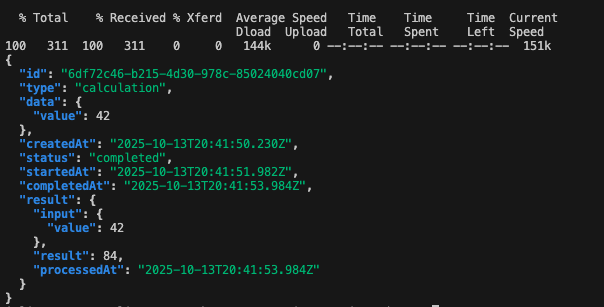 % Total    % Received % Xferd  Average Speed   Time    Time     Time  Current
                                 Dload  Upload   Total   Spent    Left  Speed
100   311  100   311    0     0   144k      0 --:--:-- --:--:-- --:--:--  151k
{
  "id": "6df72c46-b215-4d30-978c-85024040cd07",
  "type": "calculation",
  "data": {
    "value": 42
  },
  "createdAt": "2025-10-13T20:41:50.230Z",
  "status": "completed",
  "startedAt": "2025-10-13T20:41:51.982Z",
  "completedAt": "2025-10-13T20:41:53.984Z",
  "result": {
    "input": {
      "value": 42
    },
    "result": 84,
    "processedAt": "2025-10-13T20:41:53.984Z"
  }
}